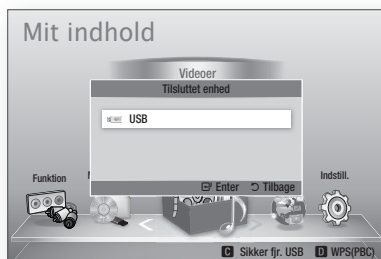 Mit indhold
Videoer
Tilsluttet enhed
USB
Enter Tilbage
Funktion
M
Indstill.
C Sikker fjr. USB D WPS(PBC)